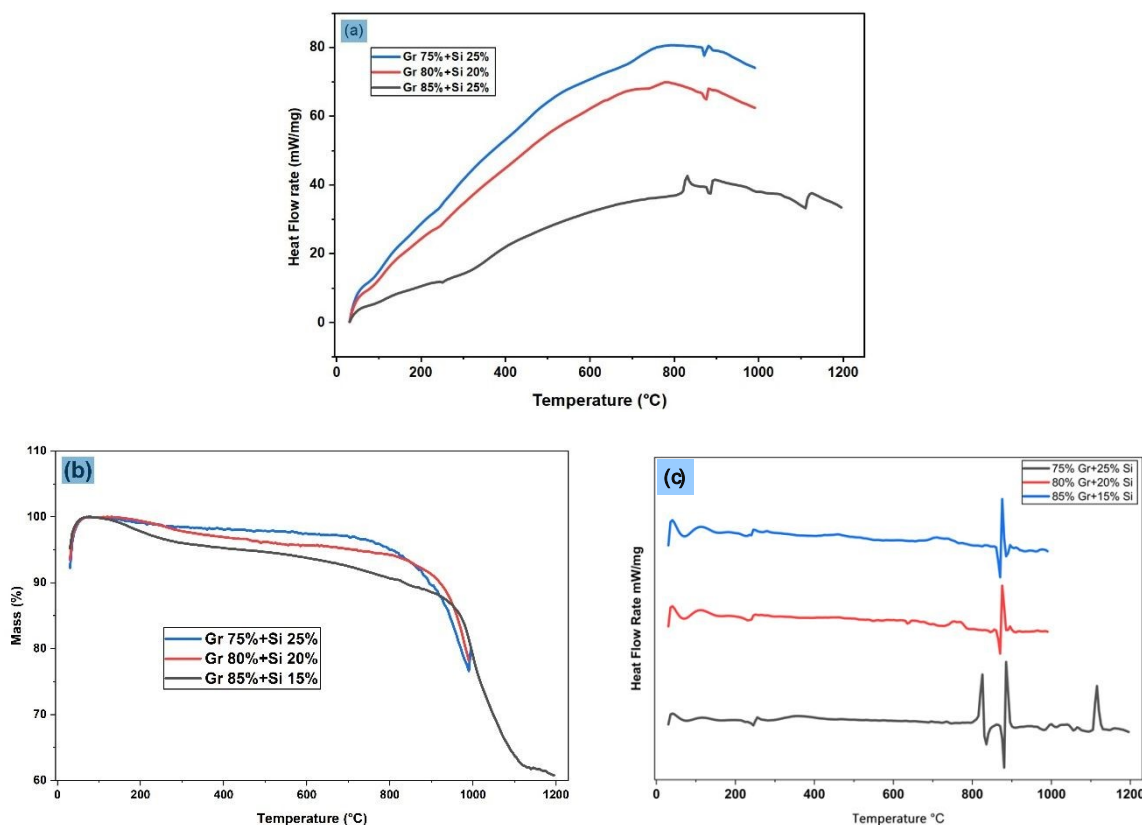 (a)
Gr 75%+Si 25%
Gr 80%+Si 20%
Gr 85%+Si 25%
Heat Flow rate (mW/mg)
80
60
40
20
0
0 200 400 600 800 1000 1200
Temperature (°C)
(b)
Mass (%)
110
100
90
80
70
60
Gr 75%+Si 25%
Gr 80%+Si 20%
Gr 85%+Si 15%
0 200 400 600 800 1000 1200
Temperature (°C)
(c)
75% Gr+25% Si
80% Gr+20% Si
85% Gr+15% Si
Heat Flow Rate mW/mg
0 200 400 600 800 1000 1200
Temperature °C